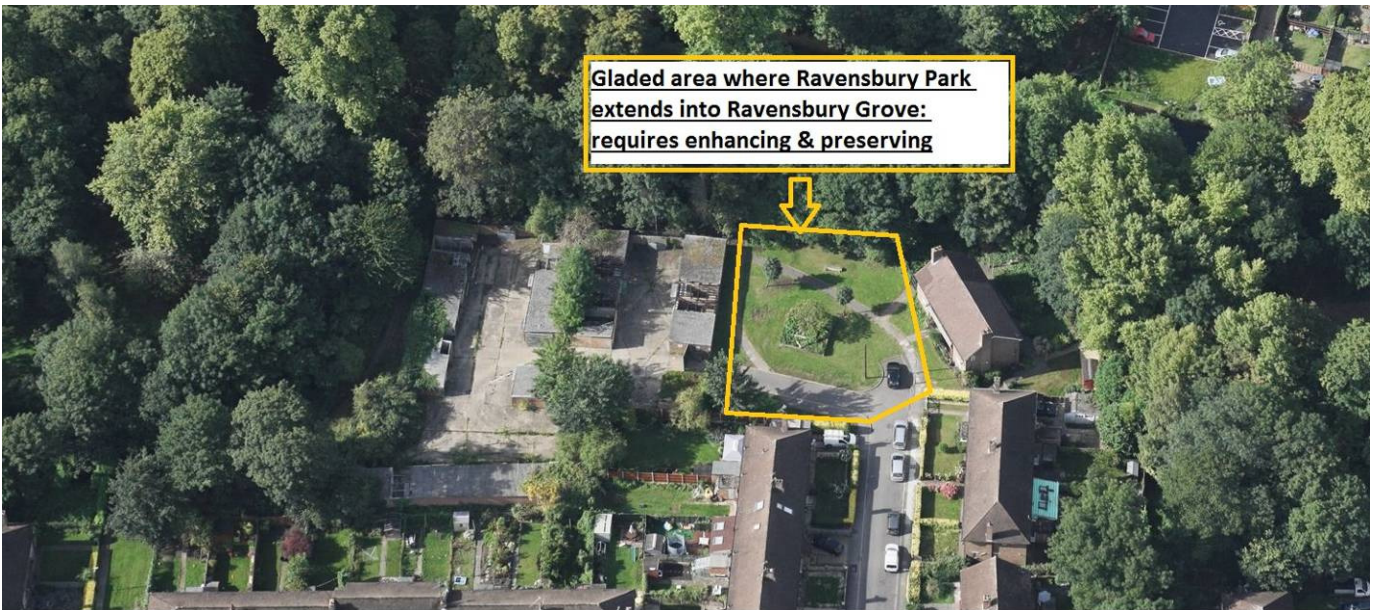 Gladed area where Ravensbury Park
extends into Ravensbury Grove:
requires enhancing & preserving